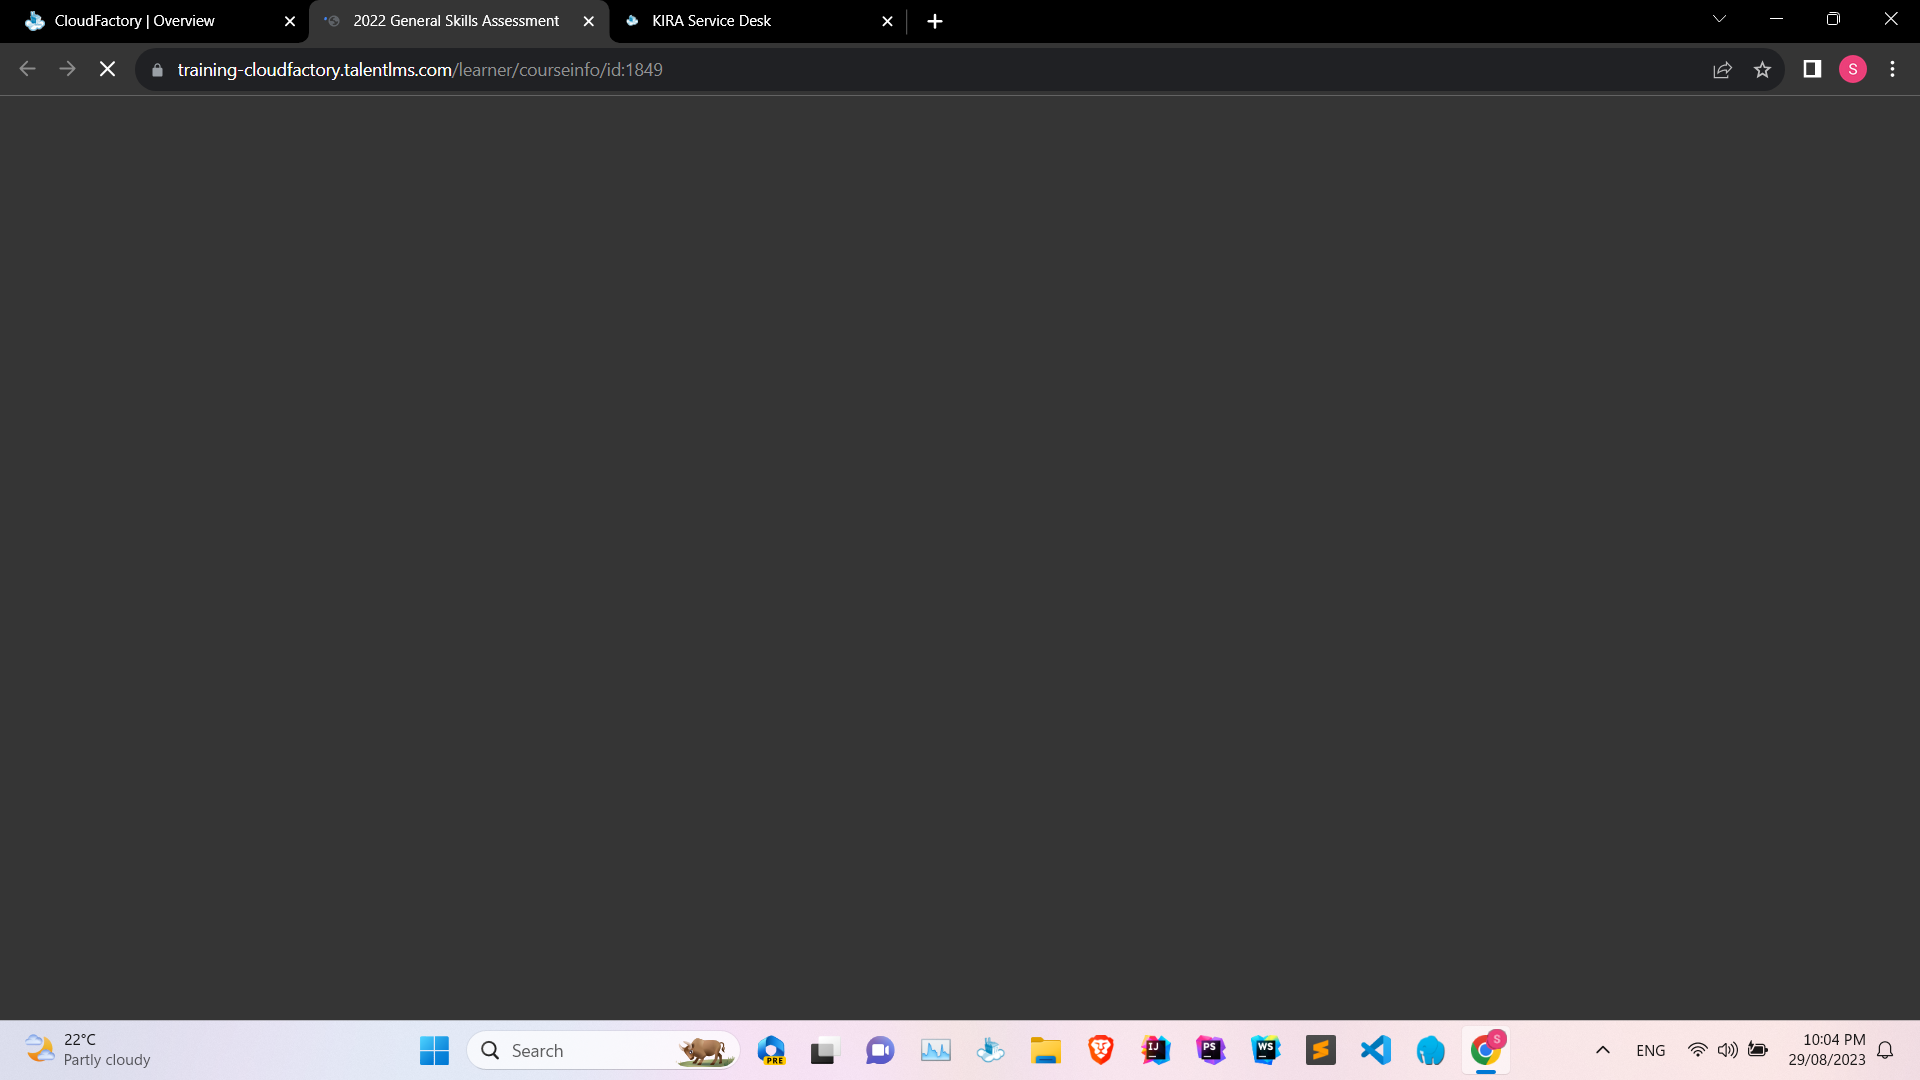 CloudFactory | Overview
2022 General Skills Assessment
KIRA Service Desk
training-cloudfactory.talentlms.com/learner/courseinfo/id:1849
S
22°C
Partly cloudy
Search
PRE
IJ
PS
WS
S
ENG
10:04 PM
29/08/2023